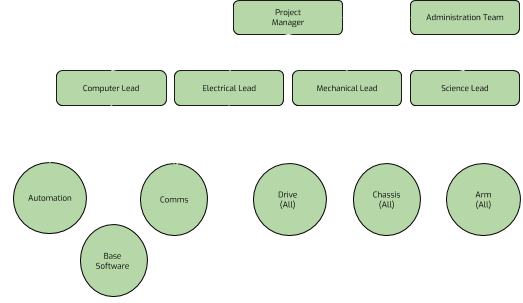 Project
Manager
Administration Team
Computer Lead
Electrical Lead
Mechanical Lead
Science Lead
Automation
Comms
Drive
(All)
Chassis
(All)
Arm
(All)
Base
Software